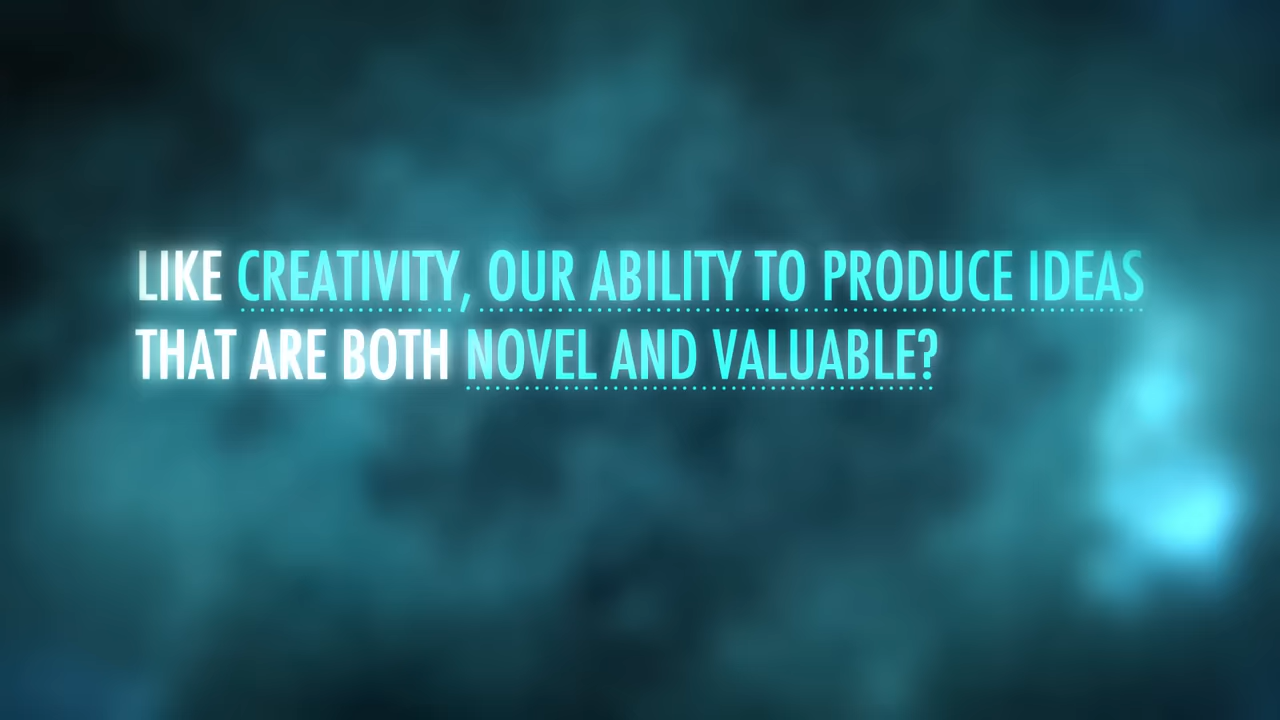 LIKE CREATIVITY, OUR ABILITY TO PRODUCE IDEAS
THAT ARE BOTH NOVEL AND VALUABLE?